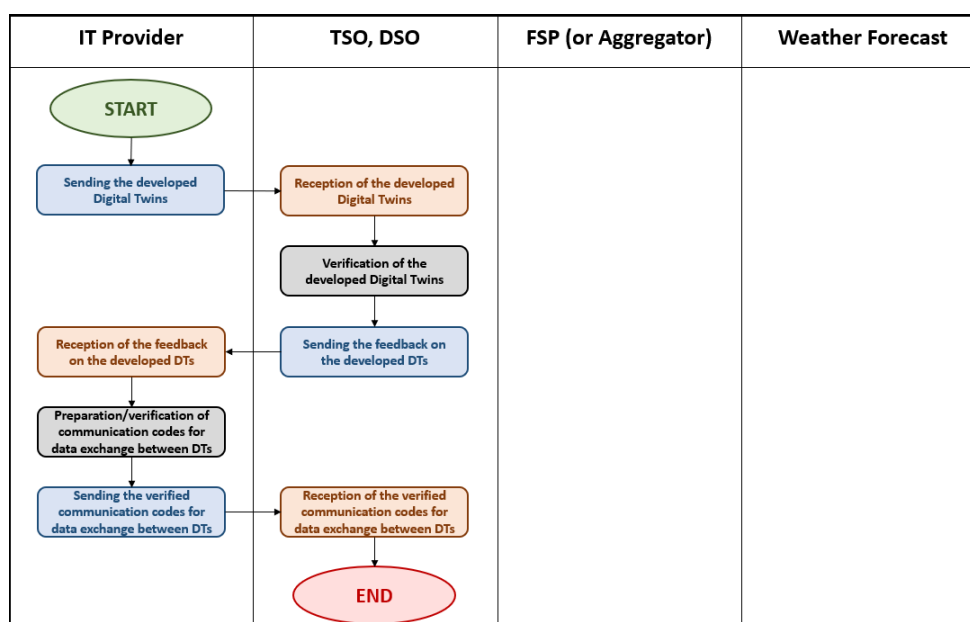 IT Provider
TSO, DSO
FSP (or Aggregator)
Weather Forecast
START
Sending the developed
Digital Twins
Reception of the developed
Digital Twins
Verification of the
developed Digital Twins
Reception of the feedback
on the developed DTs
Sending the feedback on
the developed DTs
Preparation/verification of
communication codes for
data exchange between DTs
Sending the verified
communication codes for
data exchange between DTs
Reception of the verified
communication codes for
data exchange between DTs
END